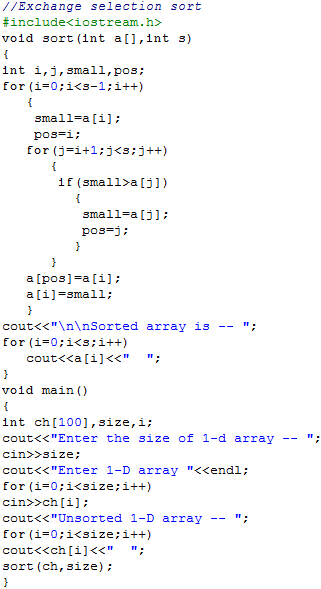 //Exchange selection sort
#include<iostream.h>
void sort(int a[],int s)
{
int i,j,small,pos;
for(i=0;i<s-1;i++)
{
small=a[i];
pos=i;
for(j=i+1;j<s;j++)
{
if(small>a[j])
{
small=a[j];
pos=j;
}
}
a[pos]=a[i];
a[i]=small;
}
cout<<"\n\nSorted array is -- ";
for(i=0;i<s;i++)
cout<<a[i]<<"  ";
}
void main()
{
int ch[100],size,i;
cout<<"Enter the size of 1-d array -- ";
cin>>size;
cout<<"Enter 1-D array "<<endl;
for(i=0;i<size;i++)
cin>>ch[i];
cout<<"Unsorted 1-D array -- ";
for(i=0;i<size;i++)
cout<<ch[i]<<"  ";
sort(ch,size);
}